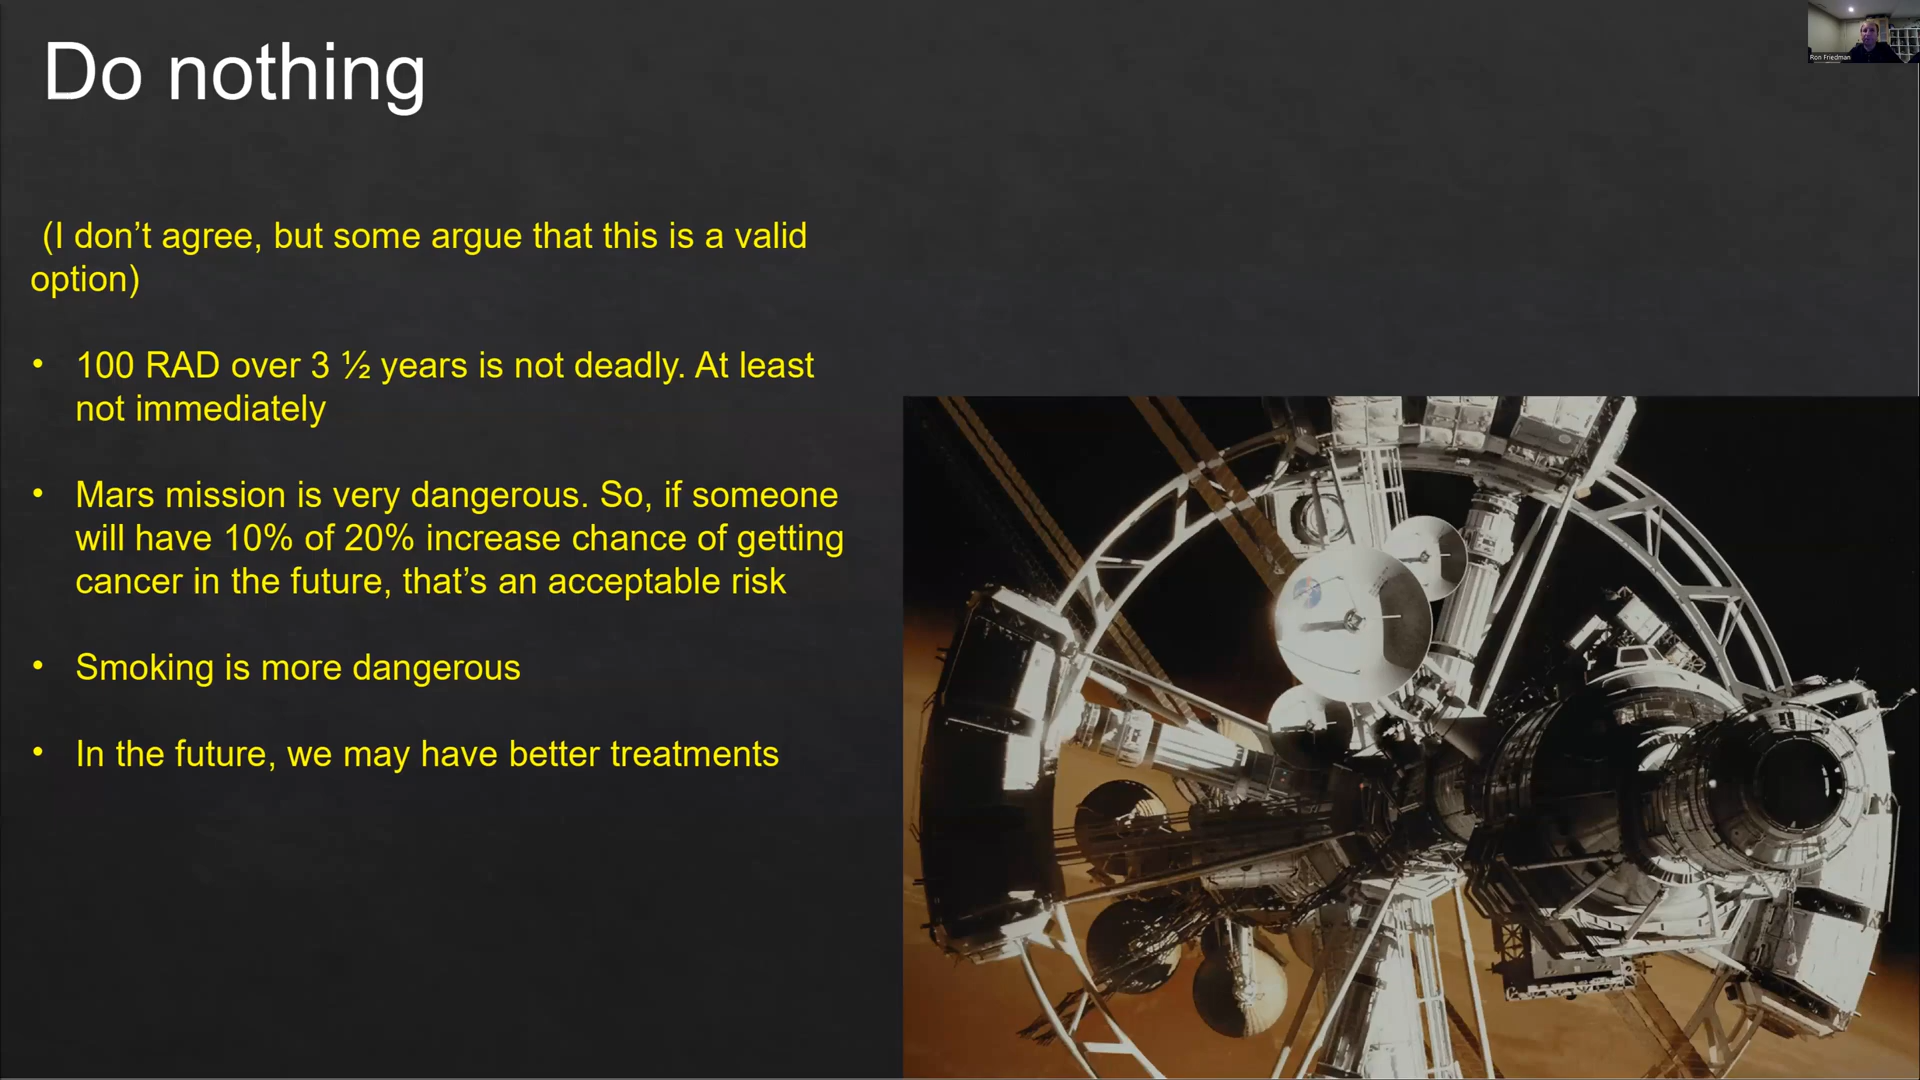 Do nothing
Ron Friedman
(I don’t agree, but some argue that this is a valid
option)
• 100 RAD over 3 ½ years is not deadly. At least
not immediately
• Mars mission is very dangerous. So, if someone
will have 10% of 20% increase chance of getting
cancer in the future, that’s an acceptable risk
• Smoking is more dangerous
• In the future, we may have better treatments